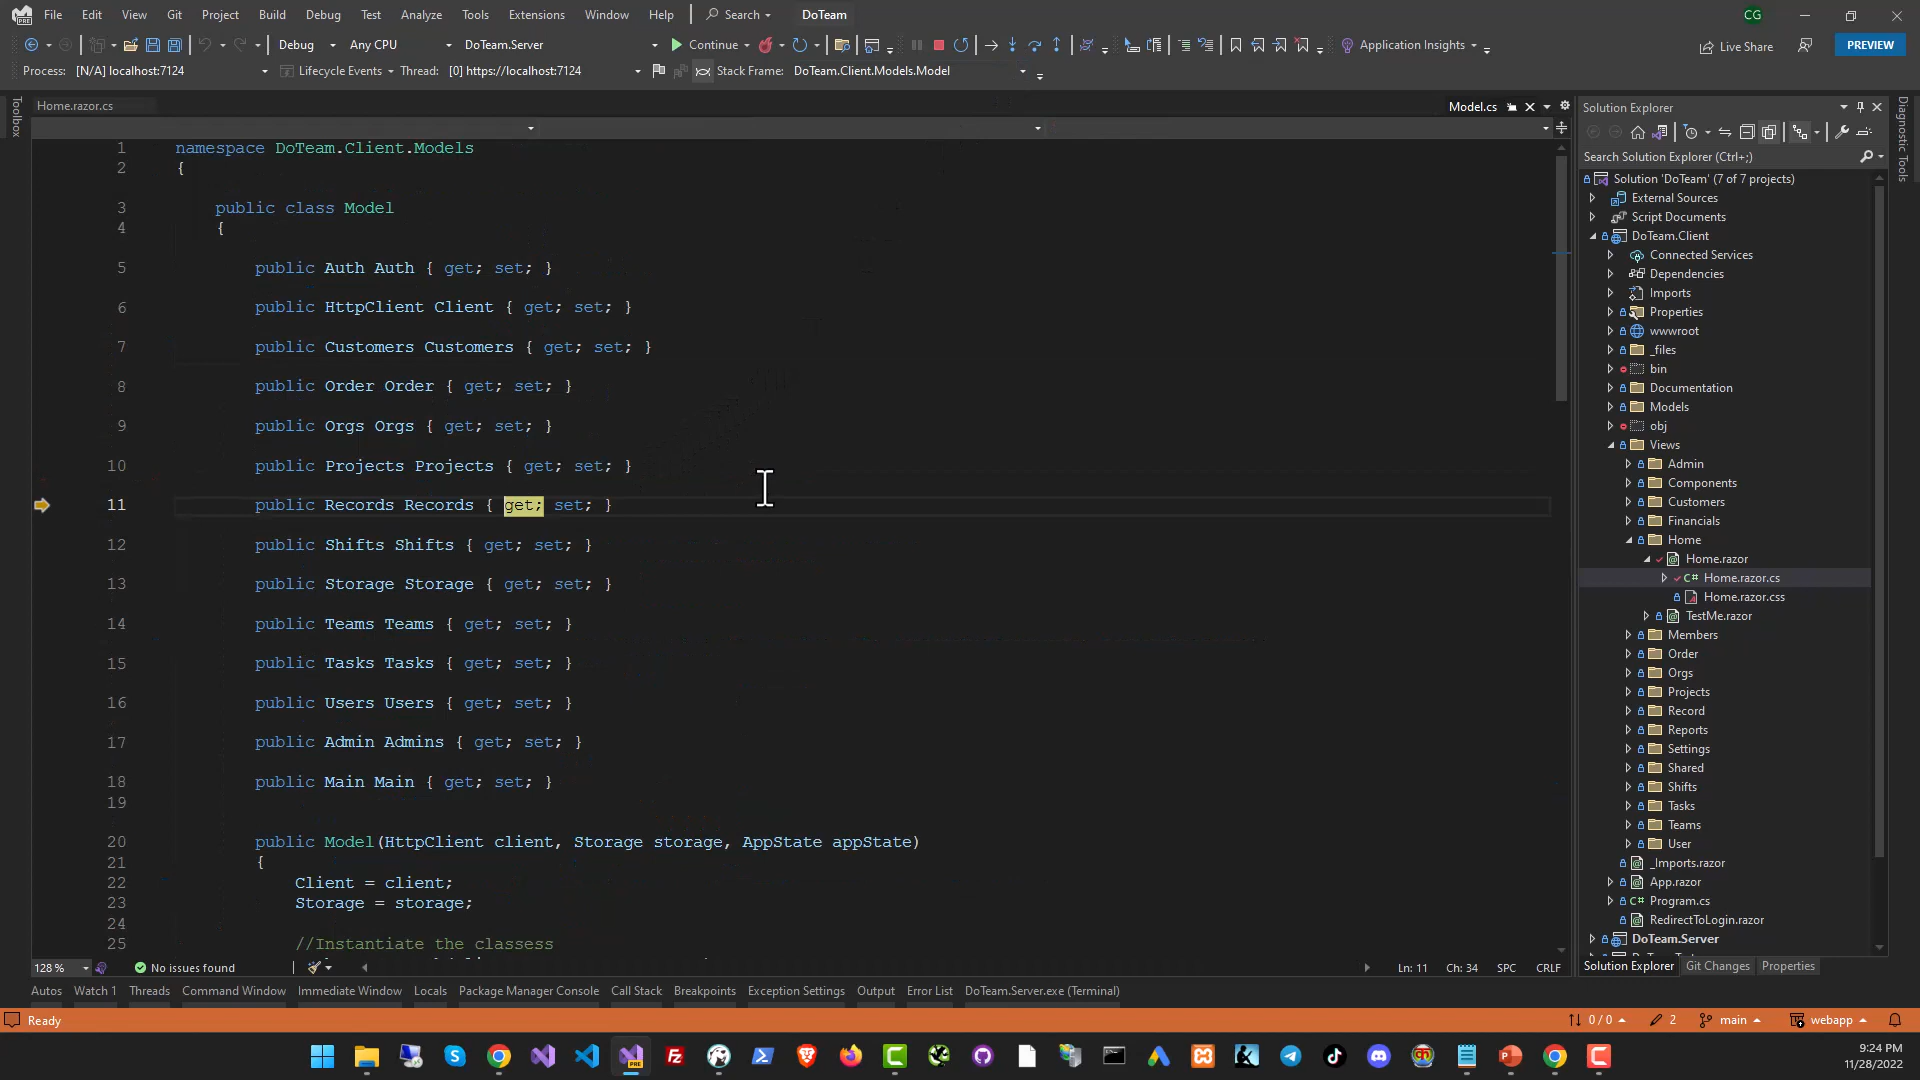 File Edit View Git Project Build Debug Test Analyze Tools Extensions Window Help Search DoTeam CG
Debug Any CPU DoTeam.Server Continue Application Insights Live Share PREVIEW
Process: [N/A] localhost:7124 Lifecycle Events Thread: [0] https://localhost:7124 Stack Frame: DoTeam.Client.Models.Model
Toolbox
Home.razor.cs Model.cs
1 namespace DoTeam.Client.Models
2 {
3 public class Model
4 {
5 public Auth Auth { get; set; }
6 public HttpClient Client { get; set; }
7 public Customers Customers { get; set; }
8 public Order Order { get; set; }
9 public Orgs Orgs { get; set; }
10 public Projects Projects { get; set; }
11 public Records Records { get; set; }
12 public Shifts Shifts { get; set; }
13 public Storage Storage { get; set; }
14 public Teams Teams { get; set; }
15 public Tasks Tasks { get; set; }
16 public Users Users { get; set; }
17 public Admin Admins { get; set; }
18 public Main Main { get; set; }
19
20 public Model(HttpClient client, Storage storage, AppState appState)
21 {
22 Client = client;
23 Storage = storage;
24
25 //Instantiate the classess
128 % No issues found Ln: 11 Ch: 34 SPC CRLF
Solution Explorer
Search Solution Explorer (Ctrl+;)
Solution 'DoTeam' (7 of 7 projects)
External Sources
Script Documents
DoTeam.Client
Connected Services
Dependencies
Imports
Properties
wwwroot
_files
bin
Documentation
Models
obj
Views
Admin
Components
Customers
Financials
Home
Home.razor
C# Home.razor.cs
Home.razor.css
TestMe.razor
Members
Order
Orgs
Projects
Record
Reports
Settings
Shared
Shifts
Tasks
Teams
User
_Imports.razor
App.razor
C# Program.cs
RedirectToLogin.razor
DoTeam.Server
Solution Explorer Git Changes Properties
Diagnostic Tools
Autos Watch 1 Threads Command Window Immediate Window Locals Package Manager Console Call Stack Breakpoints Exception Settings Output Error List DoTeam.Server.exe (Terminal)
Ready 0 / 0 2 main webapp
9:24 PM
11/28/2022